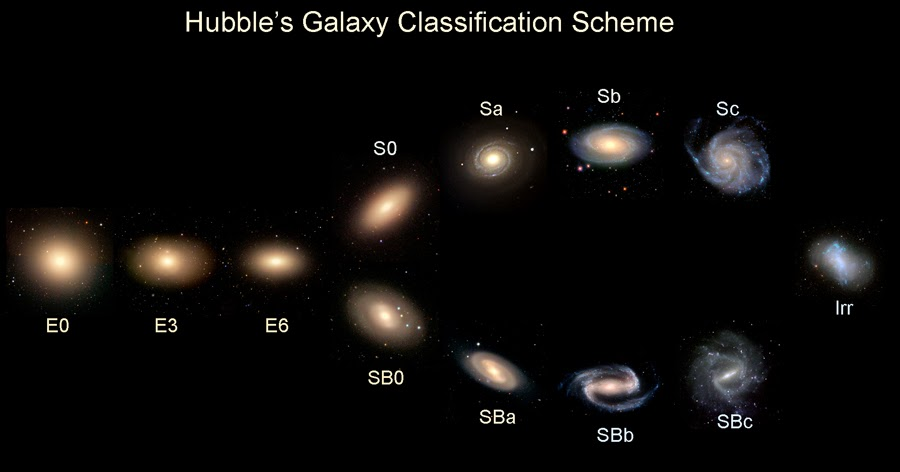 Hubble’s Galaxy Classification Scheme
Sa
Sb
Sc
S0
E0
E3
E6
SB0
Irr
SBa
SBb
SBc